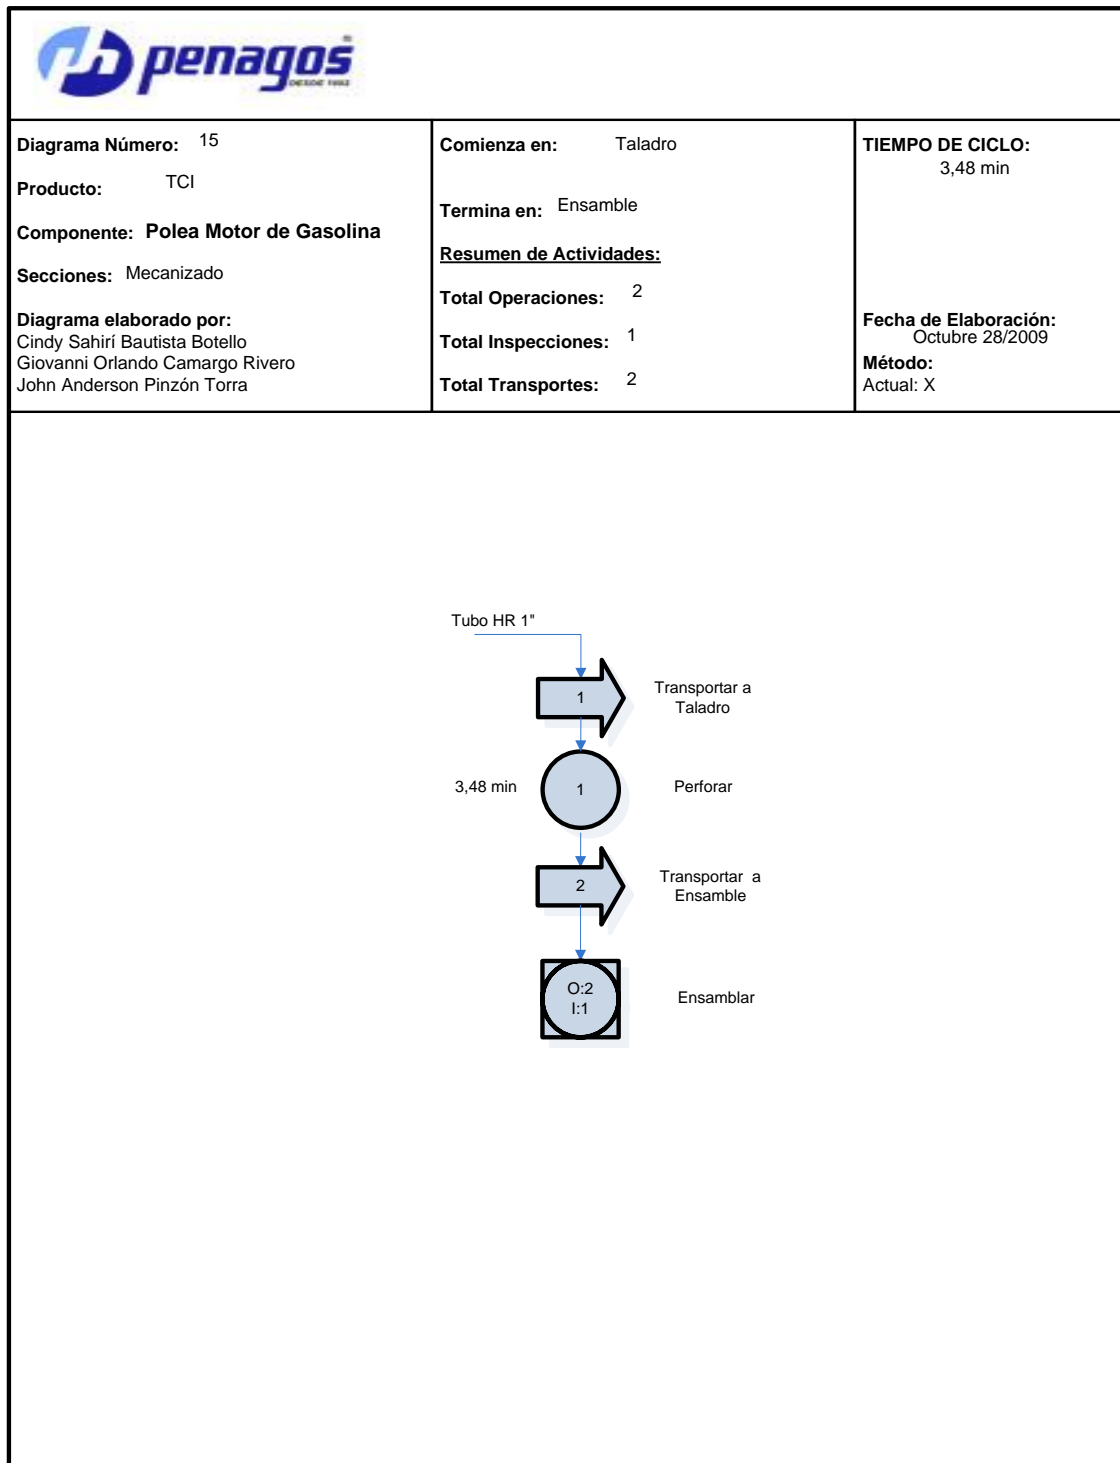 penagos
DESDE 1892
Diagrama Número: 15
Producto: TCI
Componente: Polea Motor de Gasolina
Secciones: Mecanizado
Diagrama elaborado por:
Cindy Sahirí Bautista Botello
Giovanni Orlando Camargo Rivero
John Anderson Pinzón Torra
Comienza en: Taladro
Termina en: Ensamble
Resumen de Actividades:
Total Operaciones: 2
Total Inspecciones: 1
Total Transportes: 2
TIEMPO DE CICLO:
3,48 min
Fecha de Elaboración:
Octubre 28/2009
Método:
Actual: X
Tubo HR 1"
1
Transportar a
Taladro
3,48 min
1
Perforar
2
Transportar a
Ensamble
O:2
I:1
Ensamblar